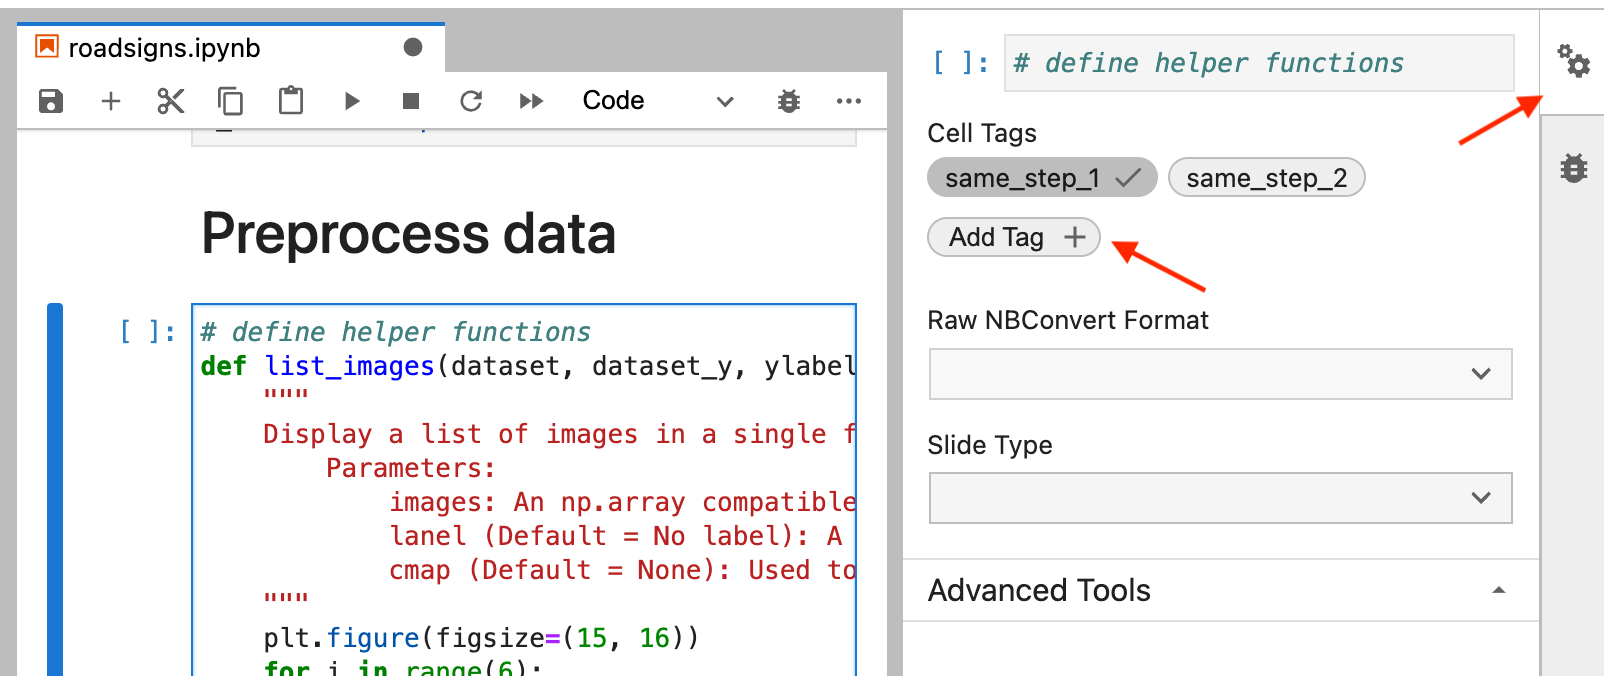 roadsigns.ipynb
Code
Preprocess data
[ ]:
# define helper functions
def list_images(dataset, dataset_y, ylabel
"""
Display a list of images in a single f
Parameters:
images: An np.array compatible
lanel (Default = No label): A
cmap (Default = None): Used to
"""
plt.figure(figsize=(15, 16))
for i in range(6):
[ ]:
# define helper functions
Cell Tags
same_step_1
same_step_2
Add Tag +
Raw NBConvert Format
Slide Type
Advanced Tools